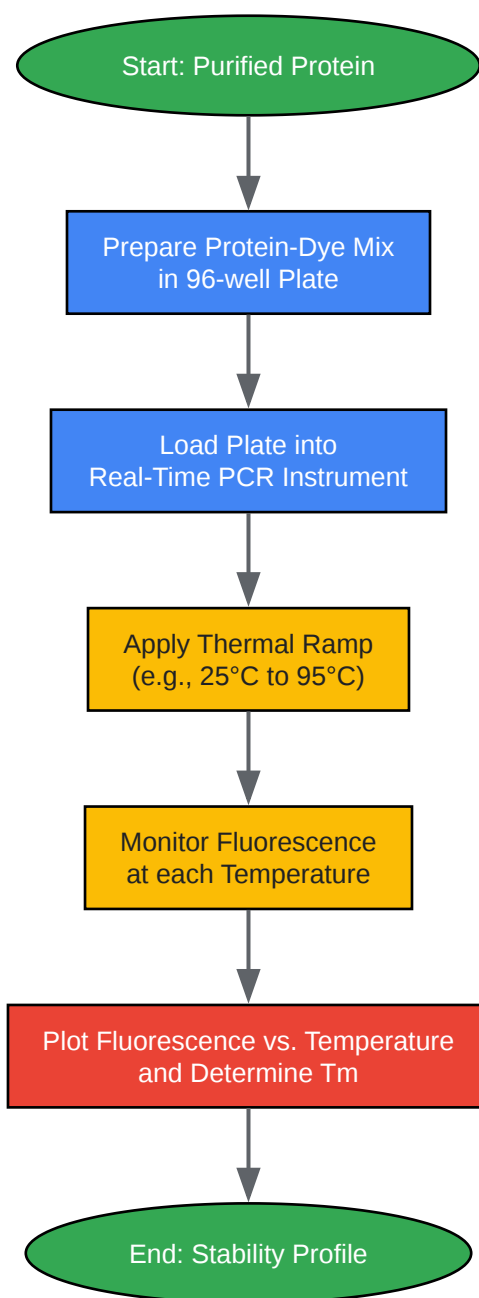 Start: Purified Protein
Prepare Protein-Dye Mix
in 96-well Plate
Load Plate into
Real-Time PCR Instrument
Apply Thermal Ramp
(e.g., 25°C to 95°C)
Monitor Fluorescence
at each Temperature
Plot Fluorescence vs. Temperature
and Determine Tm
End: Stability Profile